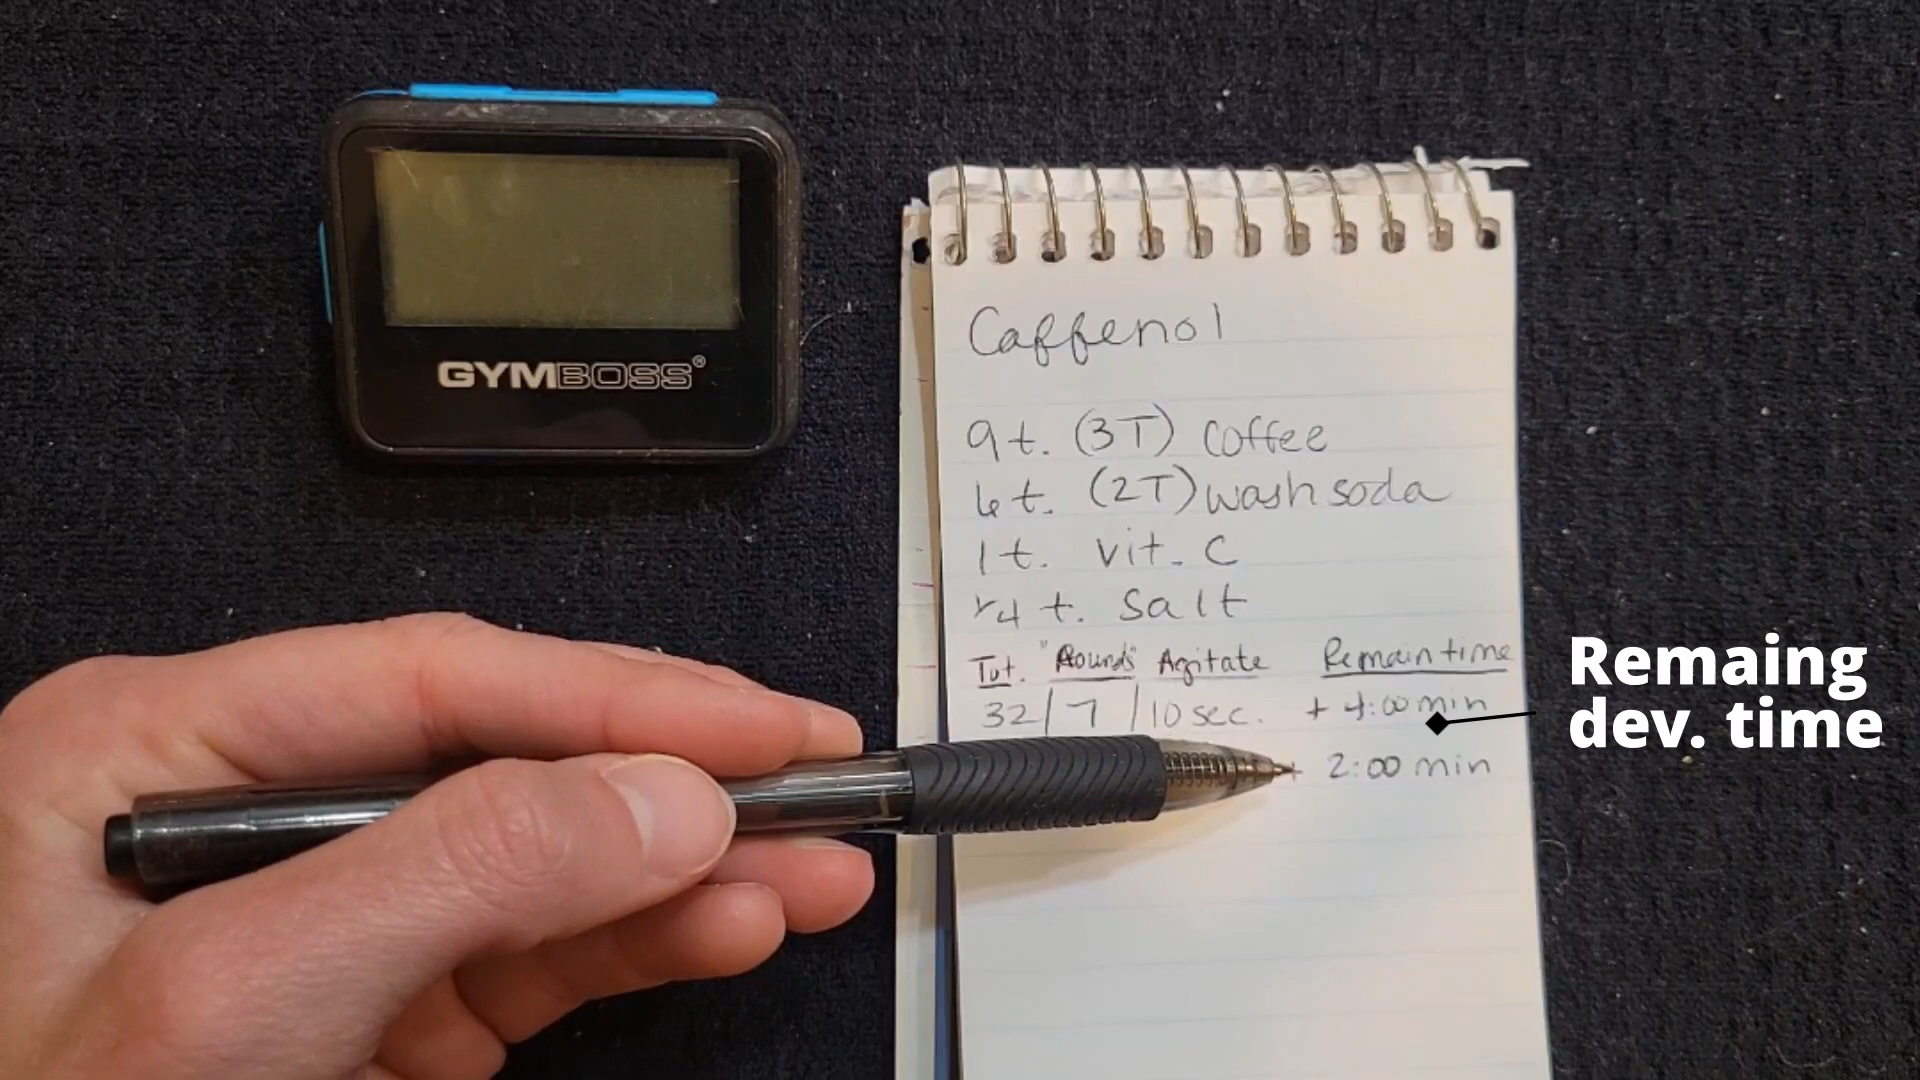 GYMBOSS®
Caffenol
9t. (3T) coffee
6t. (2T) wash soda
1t. vit. C
1/4 t. salt
Tot. "Rounds" Agitate Remain time
32/7/10 sec. + 4:00 min
+ 2:00 min
Remaing
dev. time